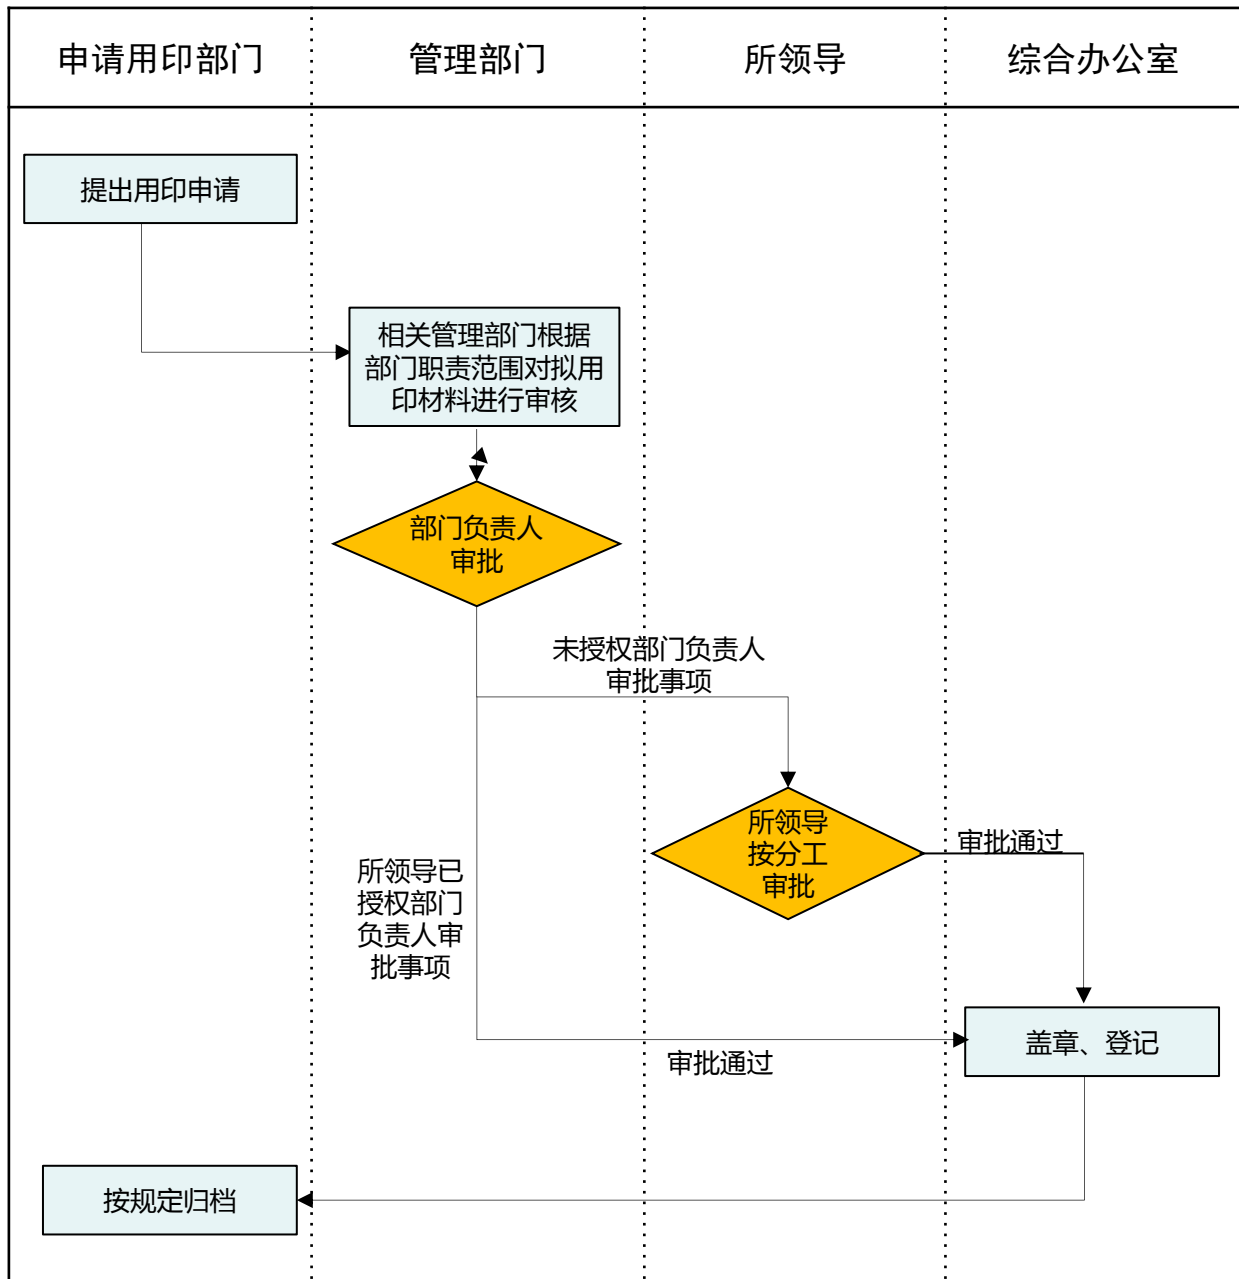 申请用印部门
管理部门
所领导
综合办公室
提出用印申请
相关管理部门根据
部门职责范围对拟用
印材料进行审核
部门负责人
审批
未授权部门负责人
审批事项
所领导
按分工
审批
审批通过
所领导已
授权部门
负责人审
批事项
盖章、登记
审批通过
按规定归档